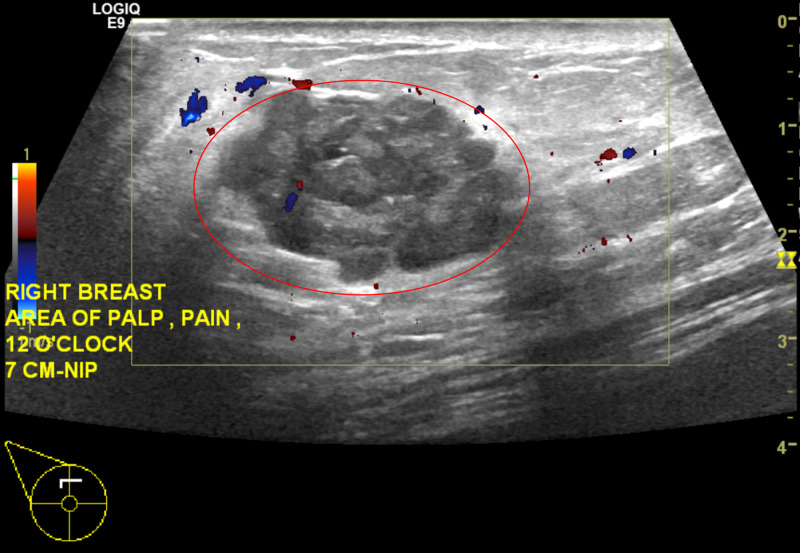 LOGIQ
E9
0
1
1
2
3
4
RIGHT BREAST
AREA OF PALP , PAIN ,
12 O'CLOCK
7 CM-NIP